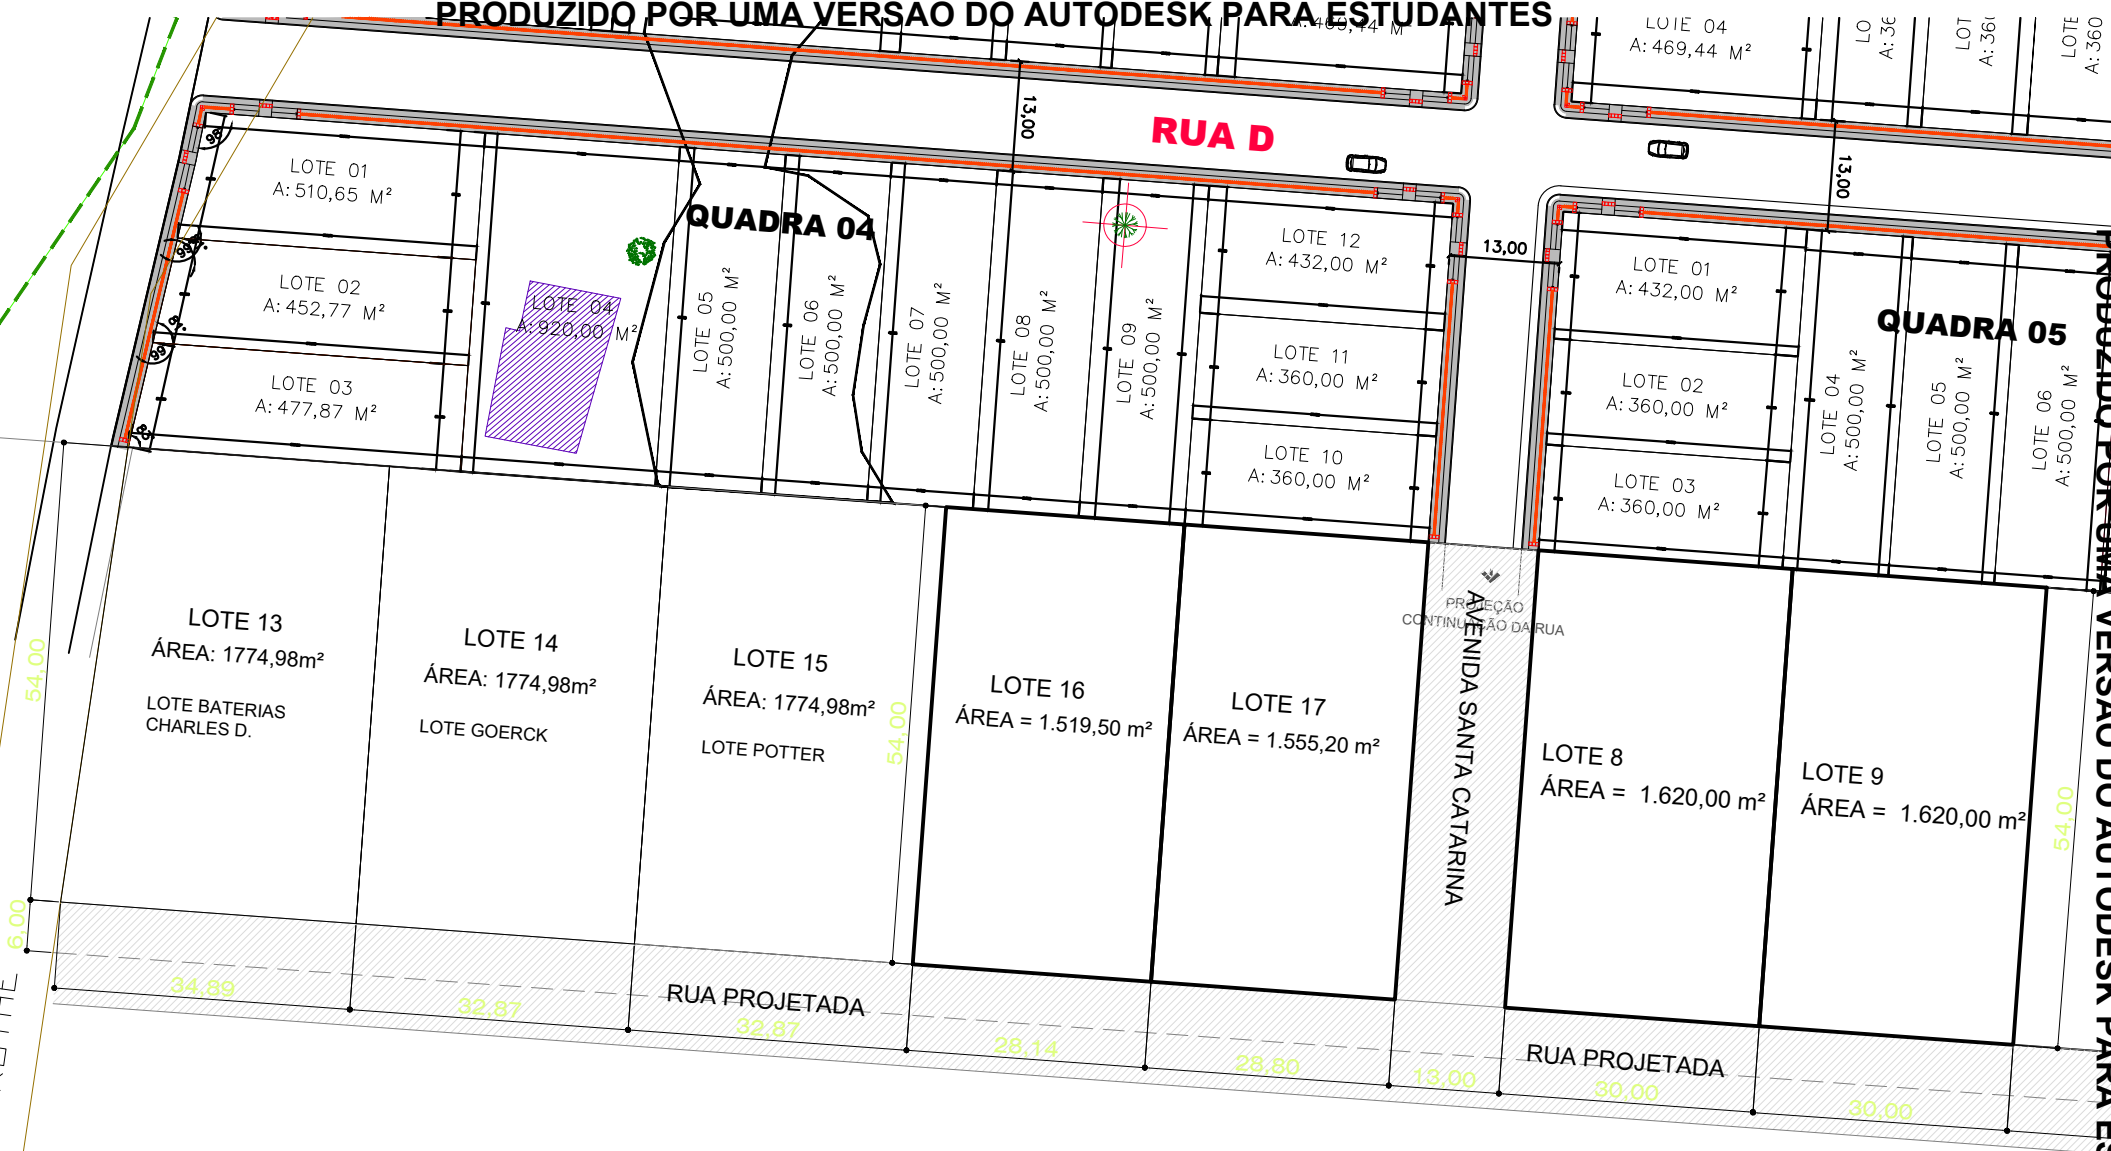 PRODUZIDO POR UMA VERSÃO DO AUTODESK PARA ESTUDANTES
A: 469,44 M²
LOTE 04
A: 469,44 M²
13,00
RUA D
13,00
LOTE 01
A: 510,65 M²
LOTE 02
A: 452,77 M²
LOTE 03
A: 477,87 M²
QUADRA 04
LOTE 04
A: 920,00 M²
LOTE 05
A: 500,00 M²
LOTE 06
A: 500,00 M²
LOTE 07
A: 500,00 M²
LOTE 08
A: 500,00 M²
LOTE 09
A: 500,00 M²
LOTE 12
A: 432,00 M²
LOTE 11
A: 360,00 M²
LOTE 10
A: 360,00 M²
13,00
LOTE 01
A: 432,00 M²
LOTE 02
A: 360,00 M²
LOTE 03
A: 360,00 M²
QUADRA 05
LOTE 04
A: 500,00 M²
LOTE 05
A: 500,00 M²
LOTE 06
A: 500,00 M²
LOTE 13
ÁREA: 1774,98m²
LOTE BATERIAS
CHARLES D.
LOTE 14
ÁREA: 1774,98m²
LOTE GOERCK
LOTE 15
ÁREA: 1774,98m²
LOTE POTTER
LOTE 16
ÁREA = 1.519,50 m²
LOTE 17
ÁREA = 1.555,20 m²
PROJEÇÃO
CONTINUAÇÃO DA RUA
AVENIDA SANTA CATARINA
LOTE 8
ÁREA = 1.620,00 m²
LOTE 9
ÁREA = 1.620,00 m²
54,00
54,00
54,00
6,00
34,89
32,87
RUA PROJETADA
32,87
28,14
28,80
13,00
RUA PROJETADA
30,00
30,00
PRODUZIDO POR UMA VERSÃO DO AUTODESK PARA ES